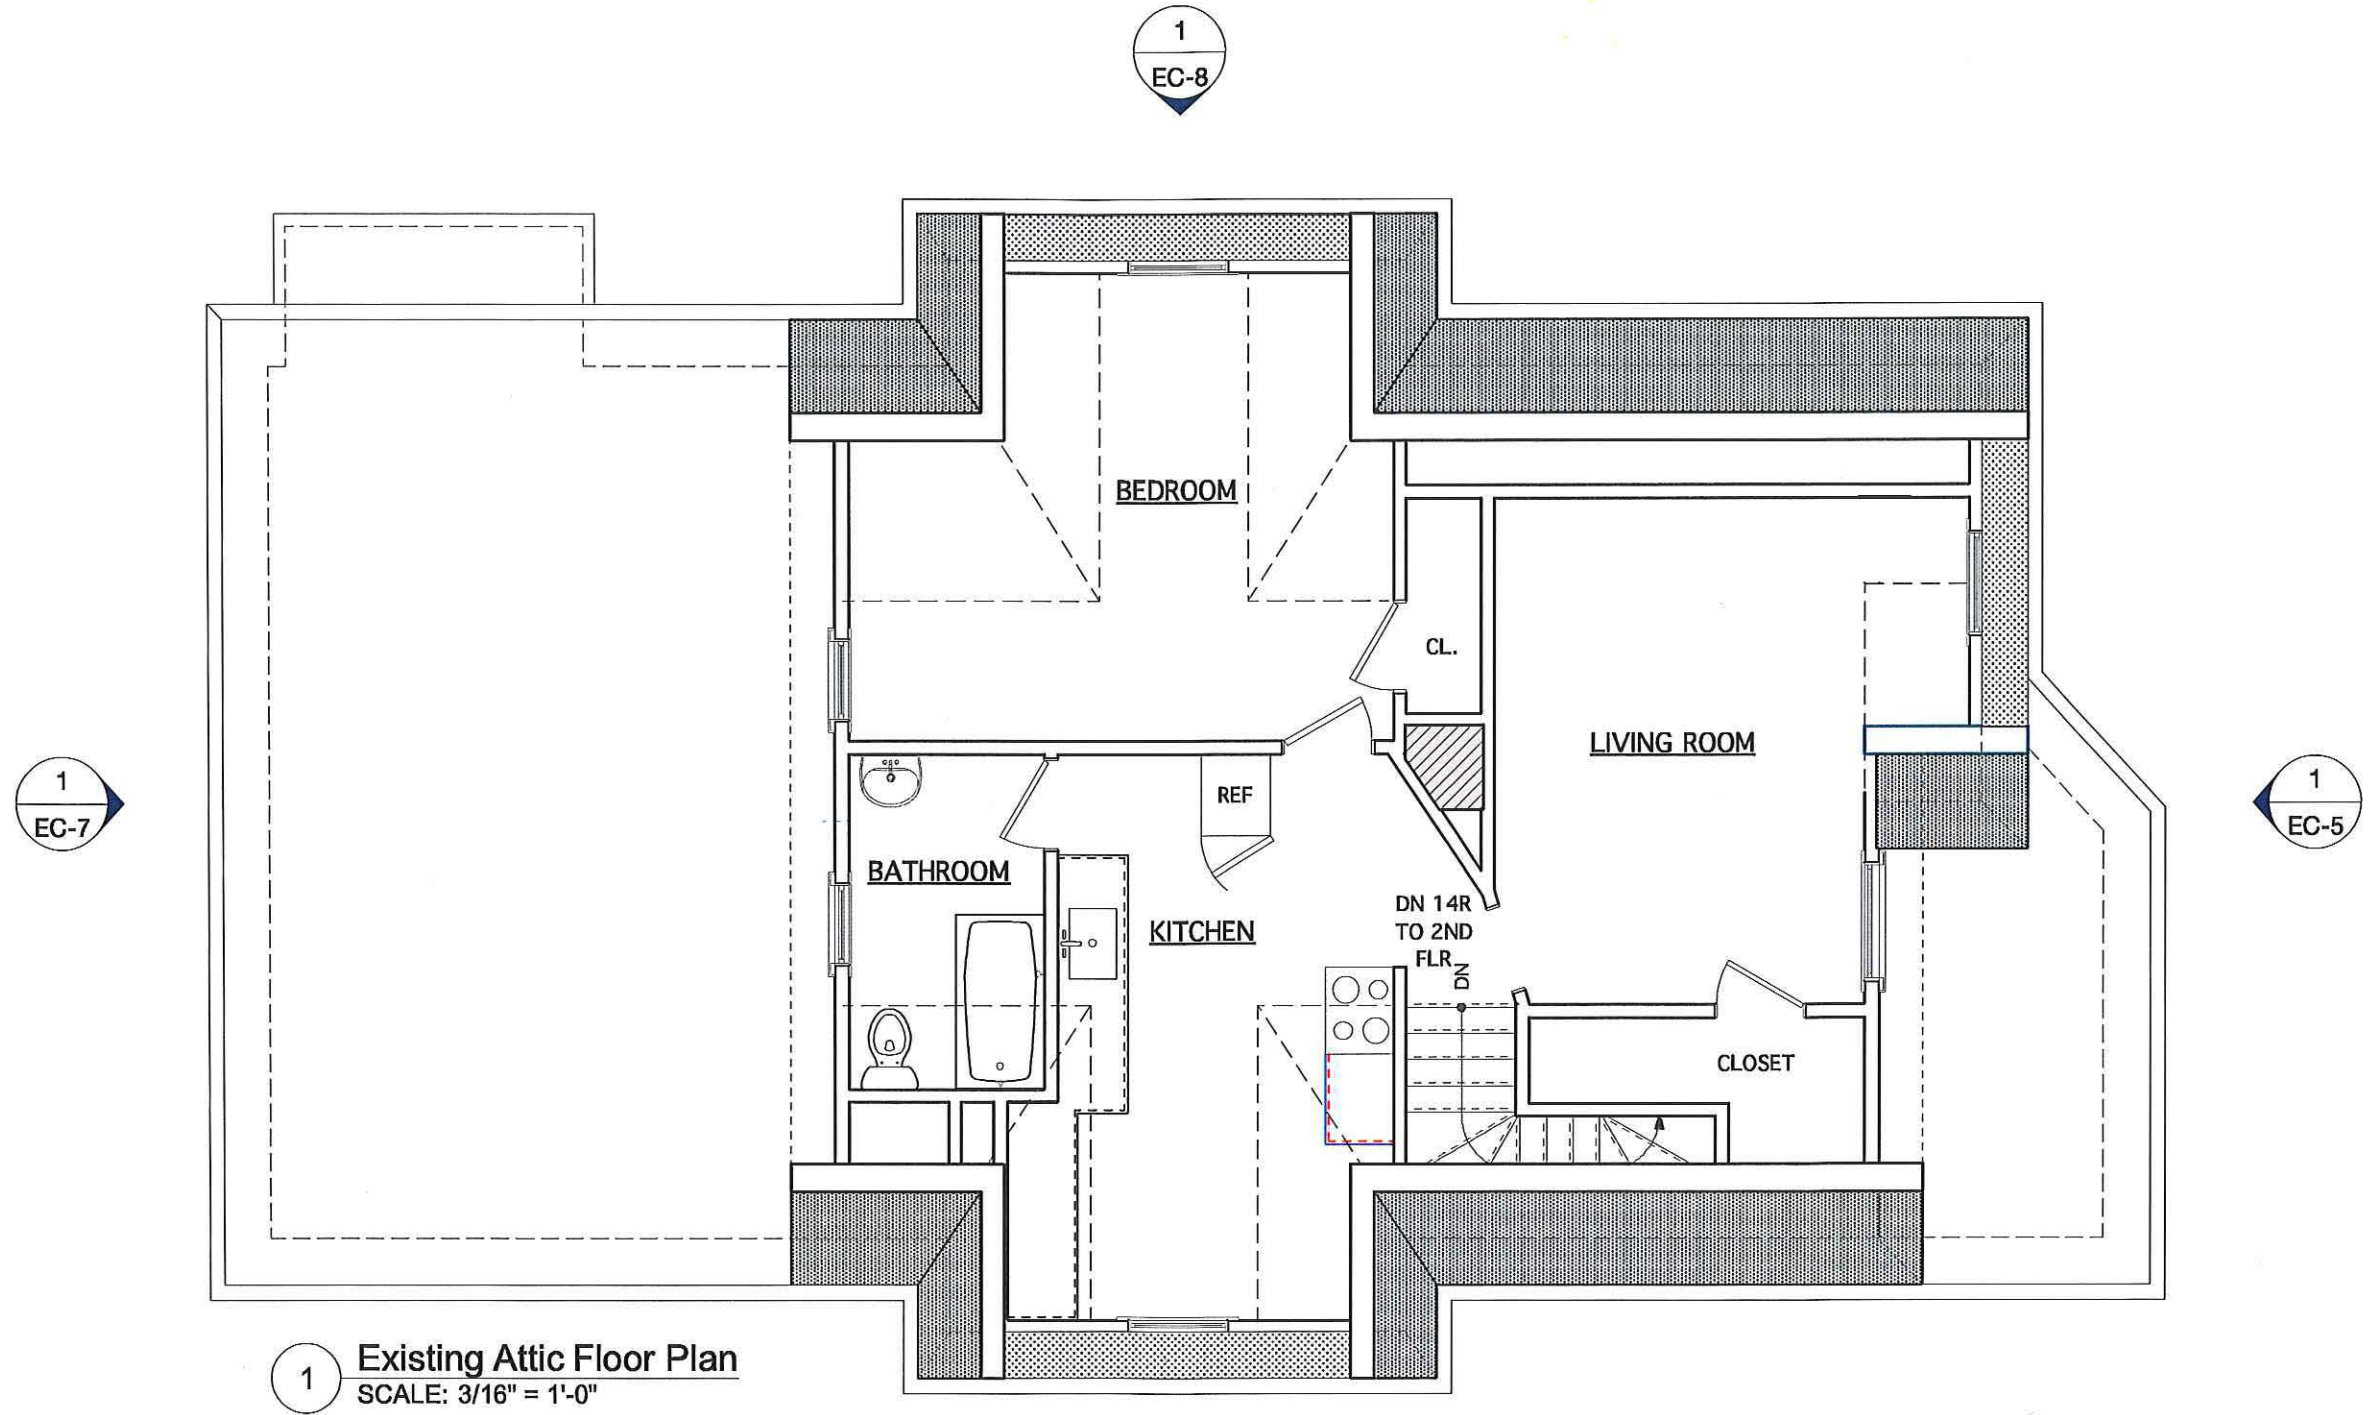 1
EC-8
BEDROOM
CL.
LIVING ROOM
1
EC-7
1
EC-5
REF
BATHROOM
KITCHEN
DN 14R
TO 2ND
FLR
DN
CLOSET
1
Existing Attic Floor Plan
SCALE: 3/16" = 1'-0"